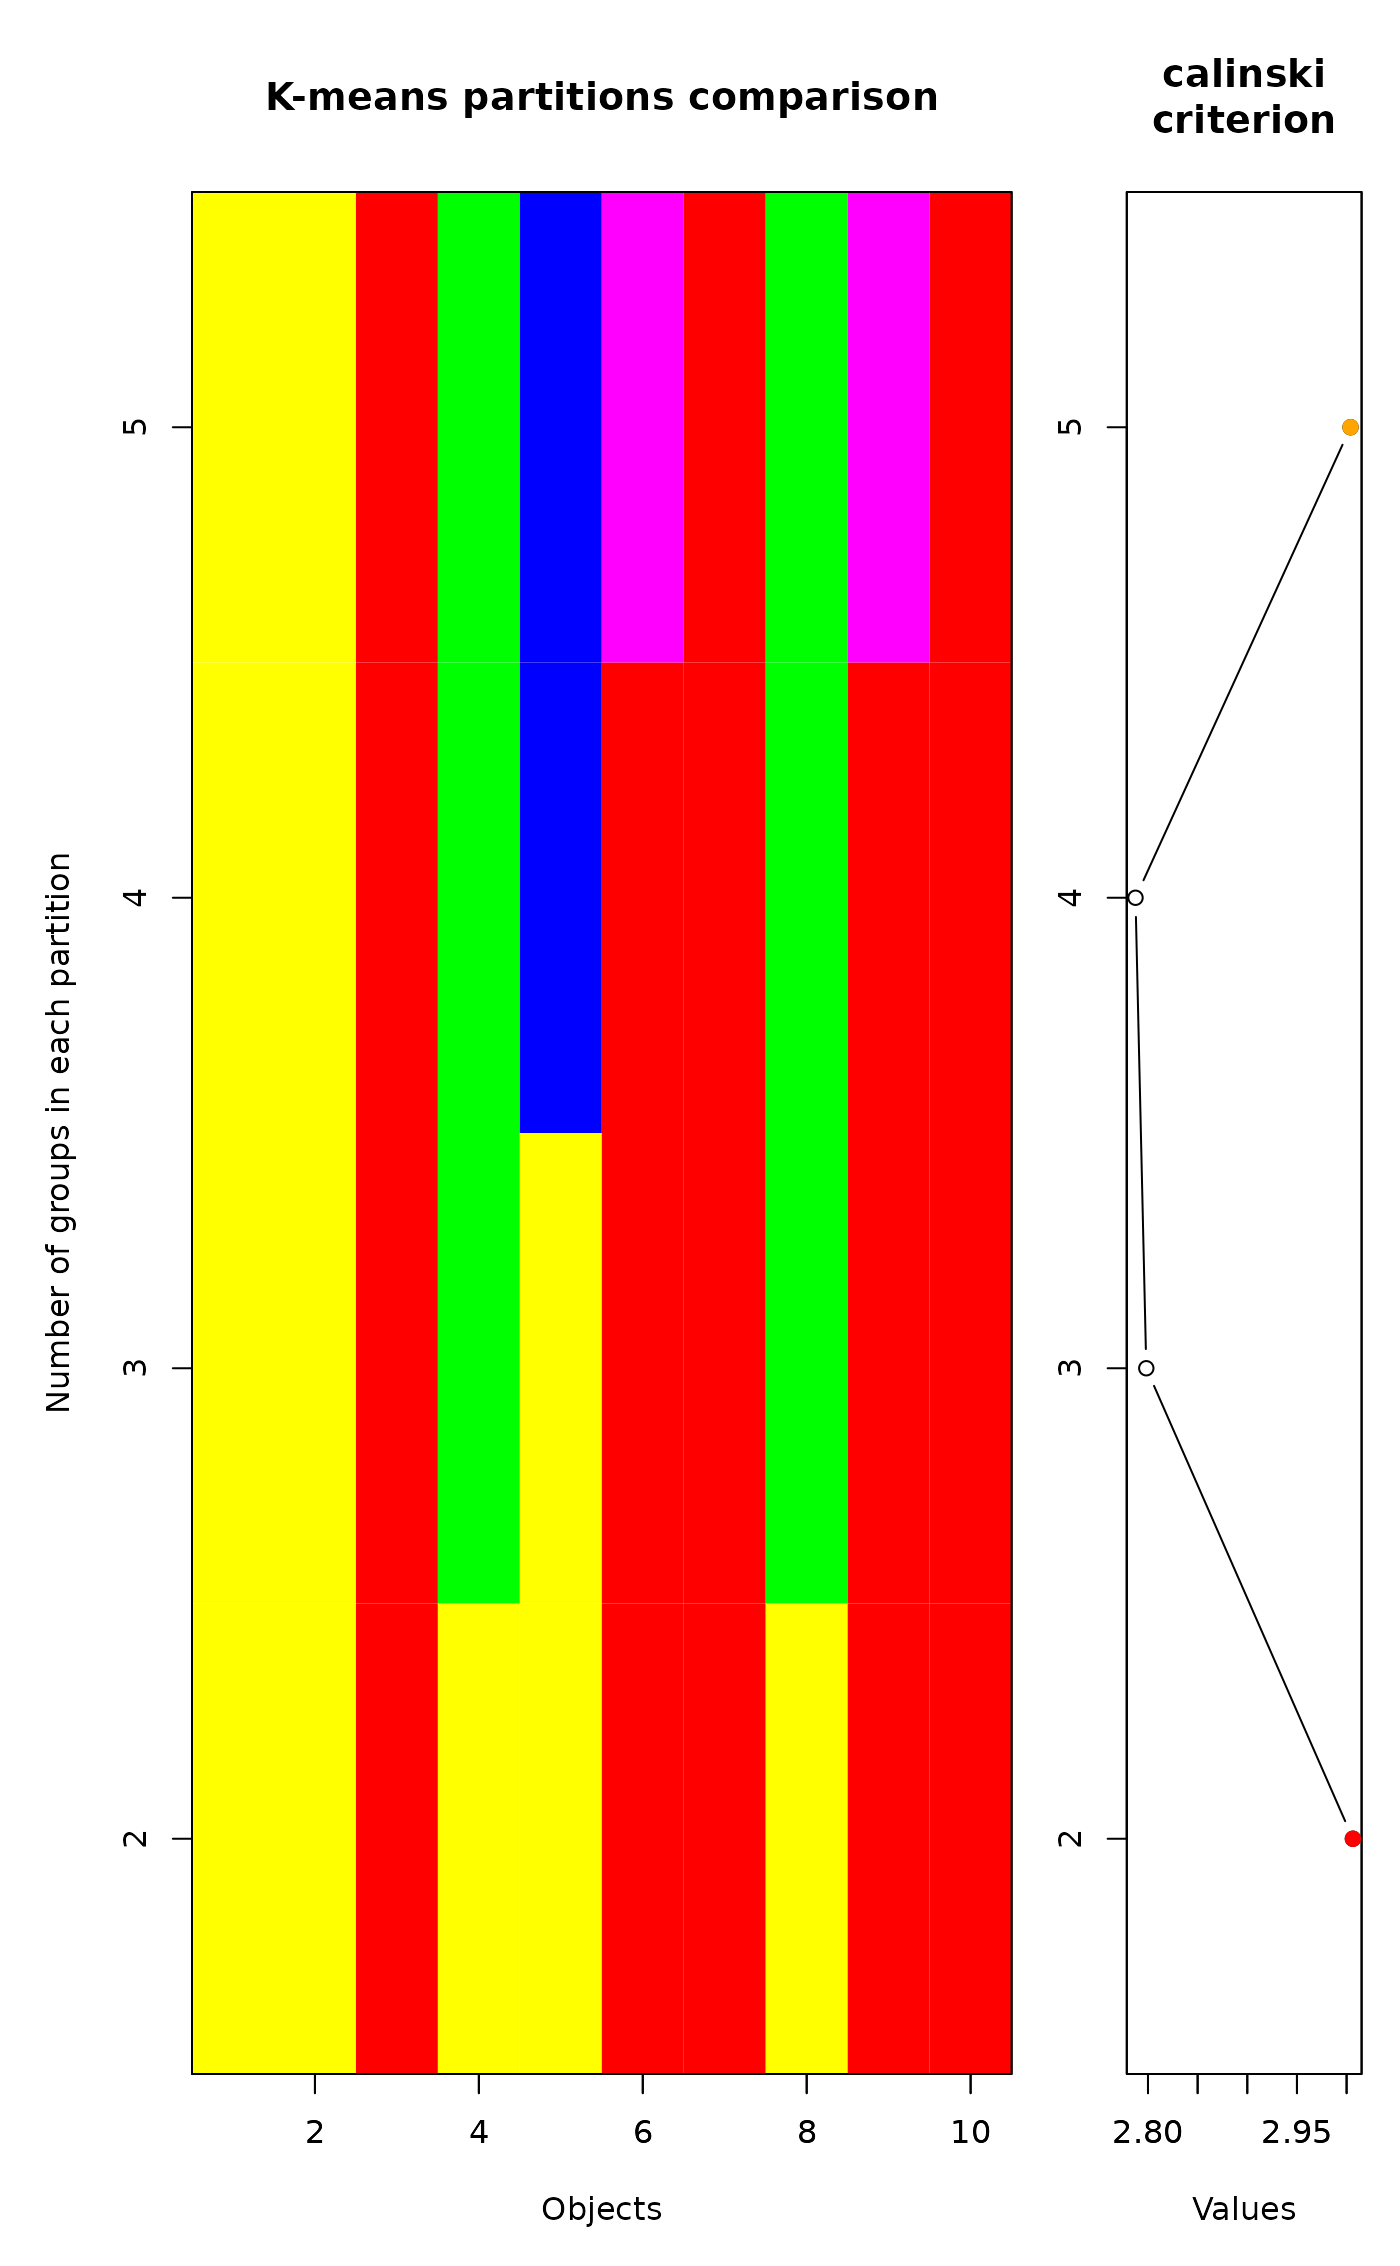 K-means partitions comparison
calinski
criterion
Number of groups in each partition
5
4
3
2
2 4 6 8 10
Objects
5
4
3
2
2.80 2.95
Values